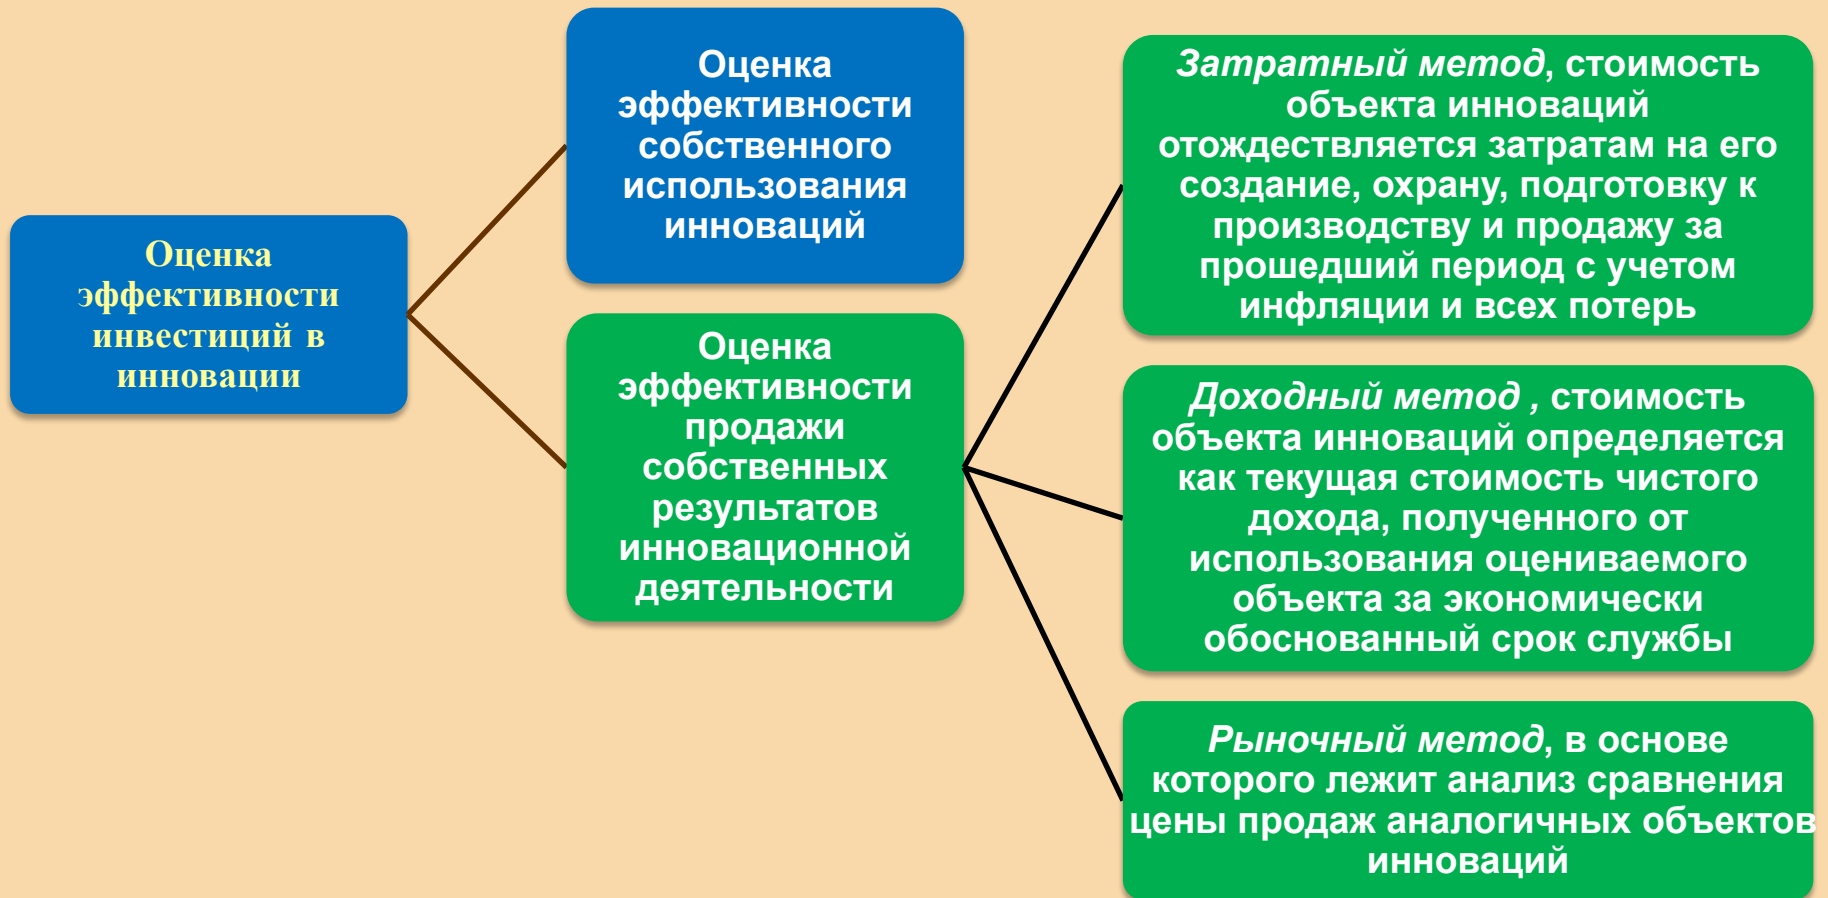 Оценка
эффективности
инвестиций в
инновации
Оценка
эффективности
собственного
использования
инноваций
Оценка
эффективности
продажи
собственных
результатов
инновационной
деятельности
Затратный метод, стоимость
объекта инноваций
отождествляется затратам на его
создание, охрану, подготовку к
производству и продажу за
прошедший период с учетом
инфляции и всех потерь
Доходный метод , стоимость
объекта инноваций определяется
как текущая стоимость чистого
дохода, полученного от
использования оцениваемого
объекта за экономически
обоснованный срок службы
Рыночный метод, в основе
которого лежит анализ сравнения
цены продаж аналогичных объектов
инноваций